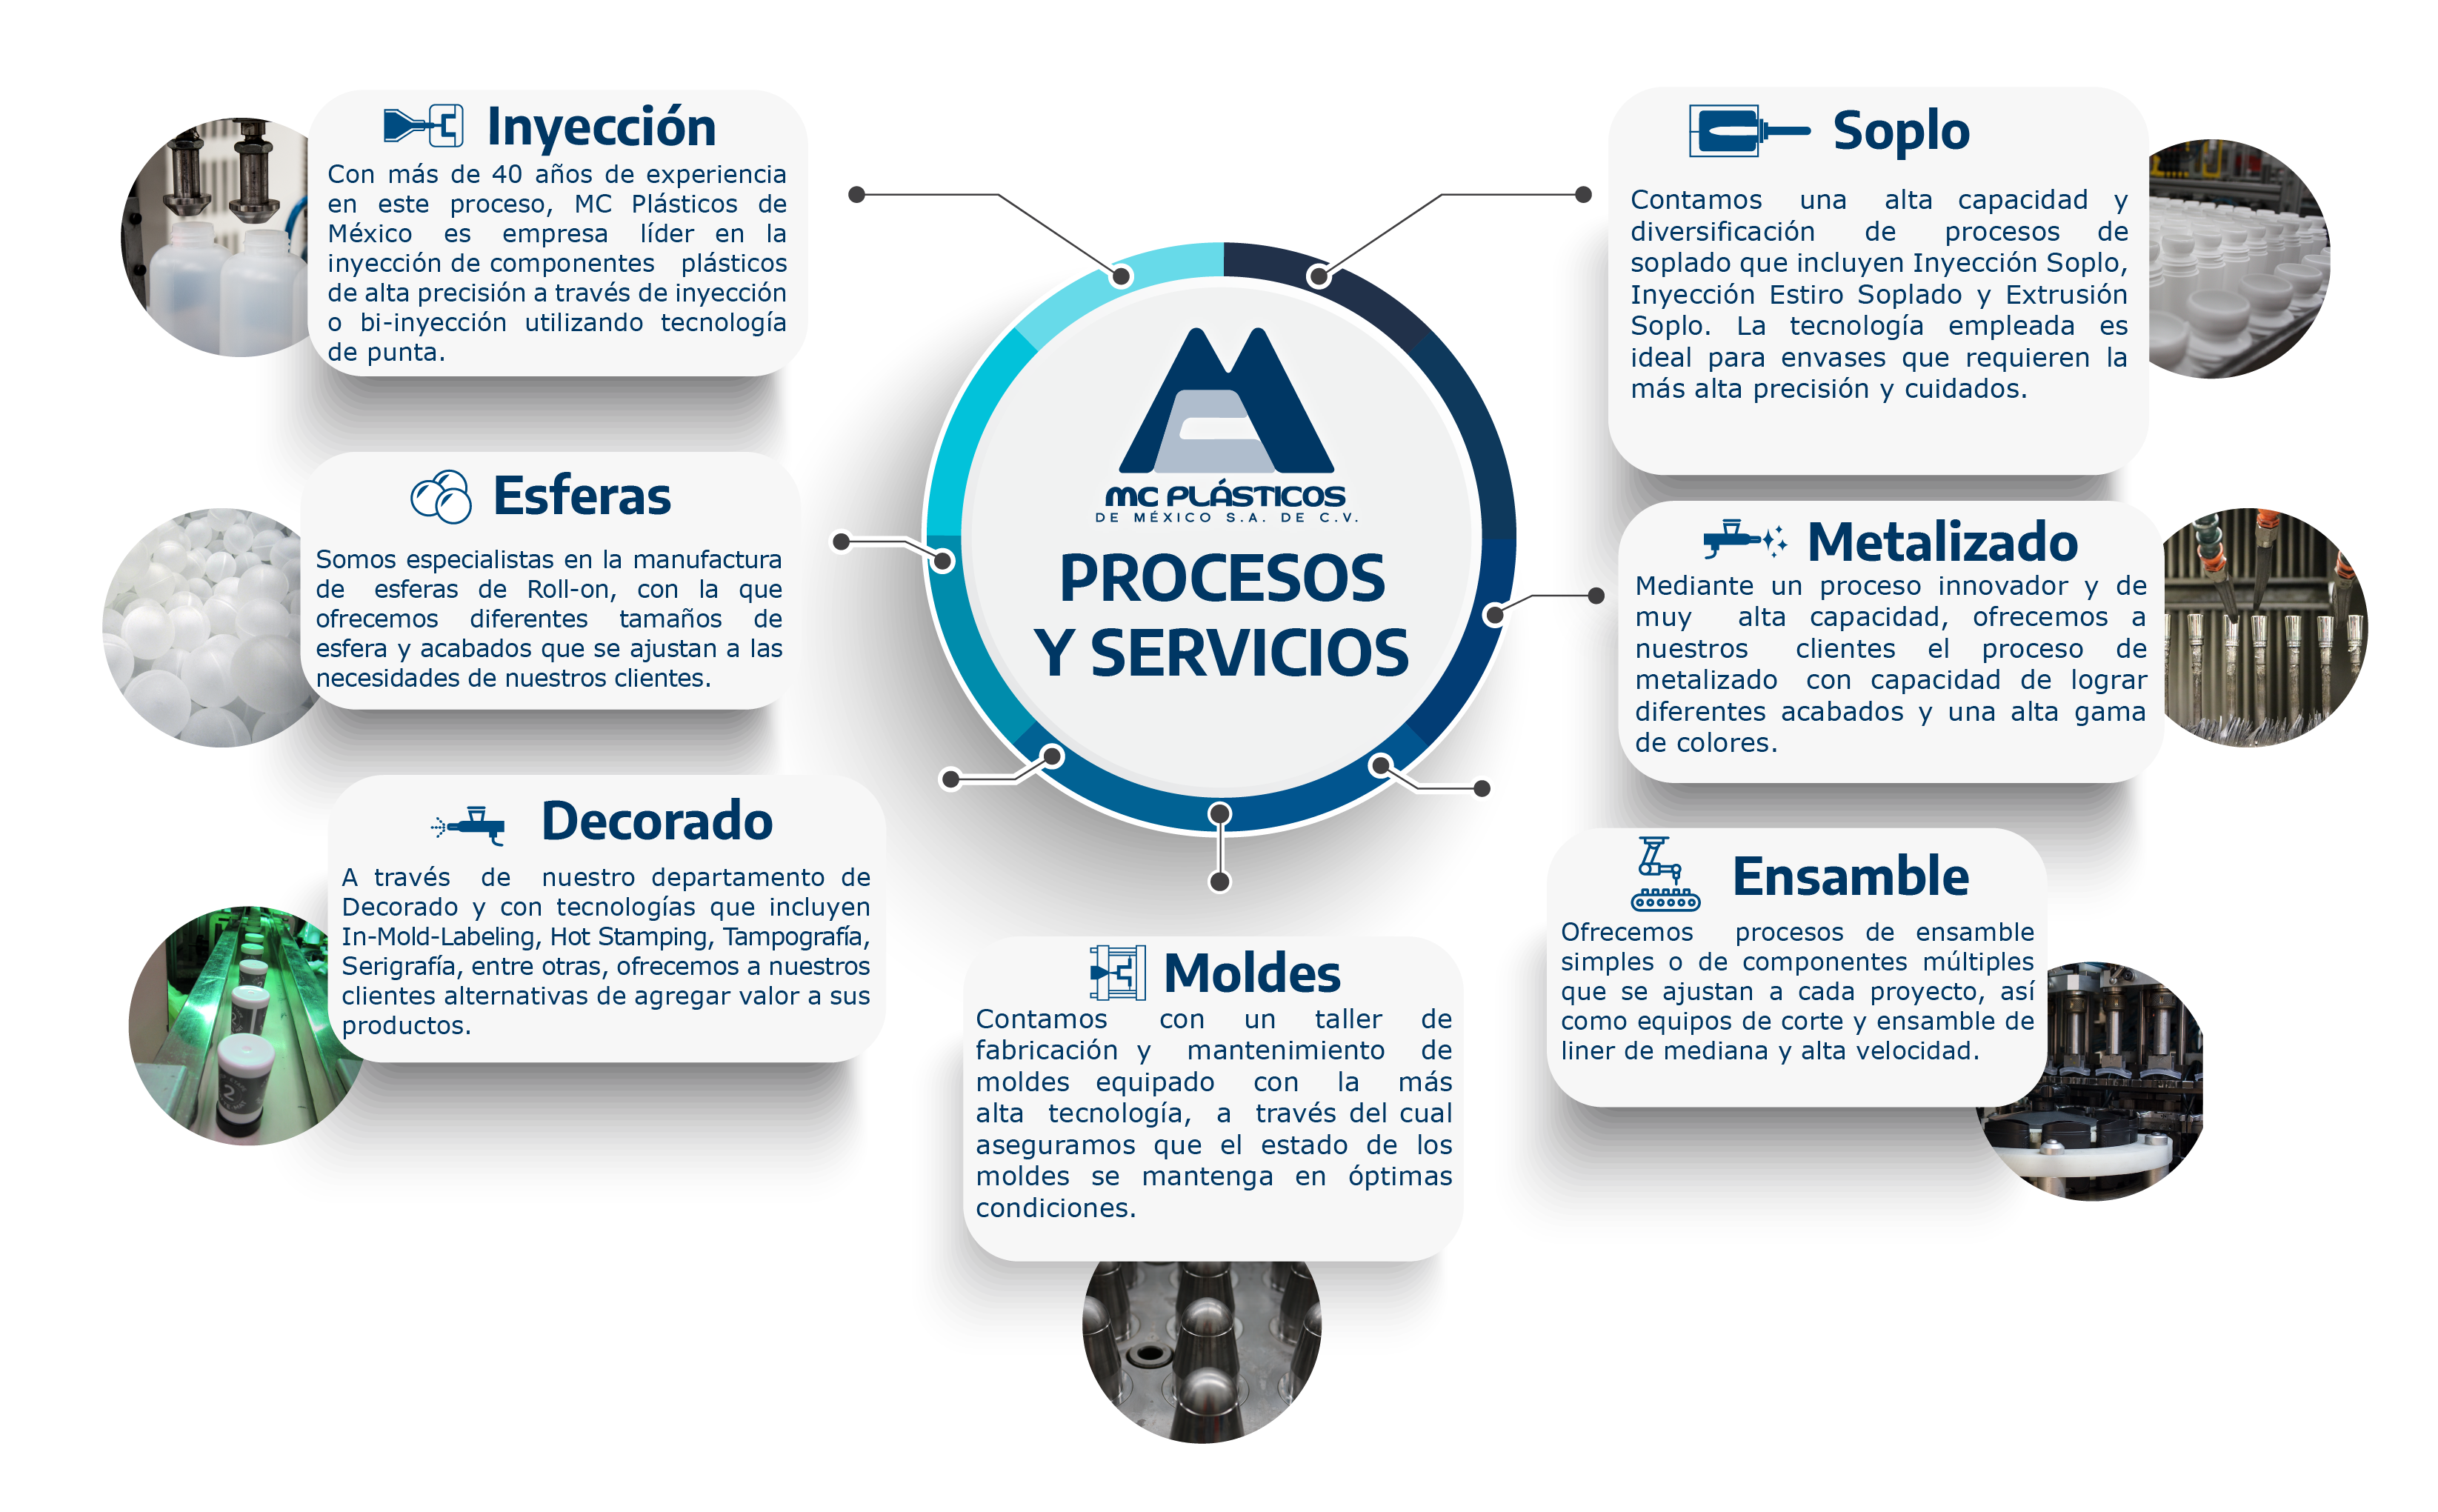 Inyección
Con más de 40 años de experiencia
en este proceso, MC Plásticos de
México es empresa líder en la
inyección de componentes plásticos
de alta precisión a través de inyección
o bi-inyección utilizando tecnología
de punta.
Esferas
Somos especialistas en la manufactura
de esferas de Roll-on, con la que
ofrecemos diferentes tamaños de
esfera y acabados que se ajustan a las
necesidades de nuestros clientes.
Decorado
A través de nuestro departamento de
Decorado y con tecnologías que incluyen
In-Mold-Labeling, Hot Stamping, Tampografía,
Serigrafía, entre otras, ofrecemos a nuestros
clientes alternativas de agregar valor a sus
productos.
2
MC PLÁSTICOS
DE MÉXICO S.A. DE C.V.
PROCESOS
Y SERVICIOS
Moldes
Contamos con un taller de
fabricación y mantenimiento de
moldes equipado con la más
alta tecnología, a través del cual
aseguramos que el estado de los
moldes se mantenga en óptimas
condiciones.
Soplo
Contamos una alta capacidad y
diversificación de procesos de
soplado que incluyen Inyección Soplo,
Inyección Estiro Soplado y Extrusión
Soplo. La tecnología empleada es
ideal para envases que requieren la
más alta precisión y cuidados.
Metalizado
Mediante un proceso innovador y de
muy alta capacidad, ofrecemos a
nuestros clientes el proceso de
metalizado con capacidad de lograr
diferentes acabados y una alta gama
de colores.
Ensamble
Ofrecemos procesos de ensamble
simples o de componentes múltiples
que se ajustan a cada proyecto, así
como equipos de corte y ensamble de
liner de mediana y alta velocidad.